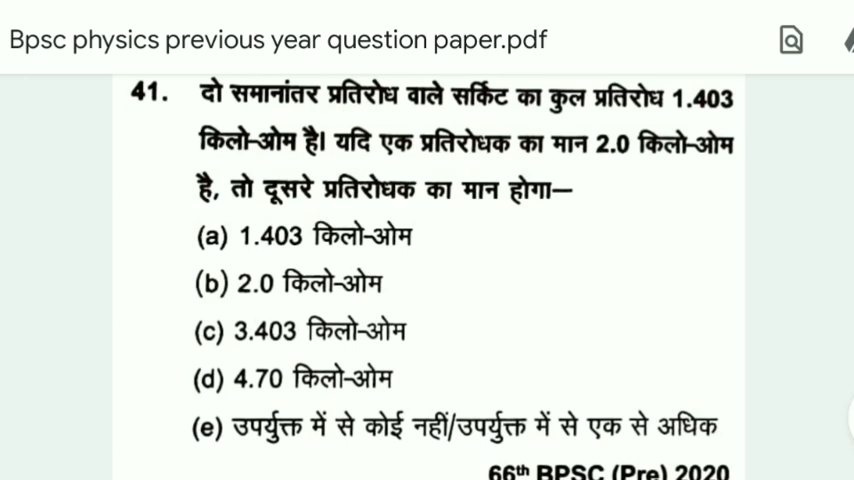 Bpsc physics previous year question paper.pdf
41. दो समानांतर प्रतिरोध वाले सर्किट का कुल प्रतिरोध 1.403
किलो-ओम है। यदि एक प्रतिरोधक का मान 2.0 किलो-ओम
है, तो दूसरे प्रतिरोधक का मान होगा—
(a) 1.403 किलो-ओम
(b) 2.0 किलो-ओम
(c) 3.403 किलो-ओम
(d) 4.70 किलो-ओम
(e) उपर्युक्त में से कोई नहीं/उपर्युक्त में से एक से अधिक
66th BPSC (Pre) 2020